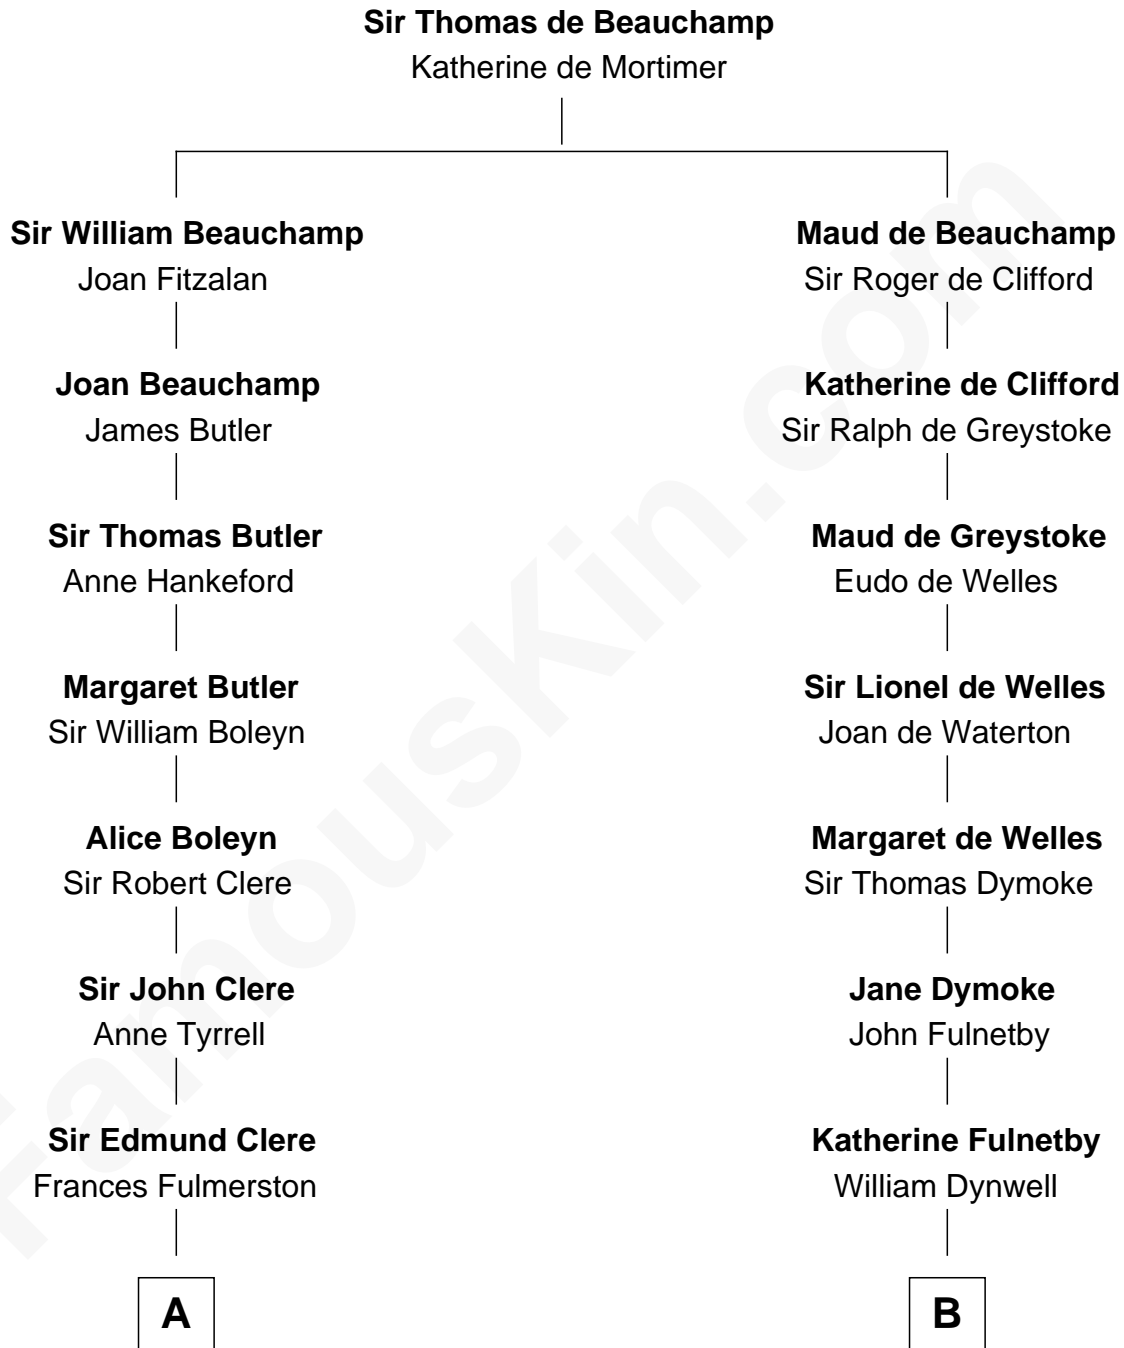 Sir Thomas de Beauchamp
Katherine de Mortimer
Sir William Beauchamp
Joan Fitzalan
Maud de Beauchamp
Sir Roger de Clifford
Joan Beauchamp
James Butler
Katherine de Clifford
Sir Ralph de Greystoke
Sir Thomas Butler
Anne Hankeford
Maud de Greystoke
Eudo de Welles
Margaret Butler
Sir William Boleyn
Sir Lionel de Welles
Joan de Waterton
Alice Boleyn
Sir Robert Clere
Margaret de Welles
Sir Thomas Dymoke
Sir John Clere
Anne Tyrrell
Jane Dymoke
John Fulnetby
Sir Edmund Clere
Frances Fulmerston
Katherine Fulnetby
William Dynwell
A
B
FamousKin.com